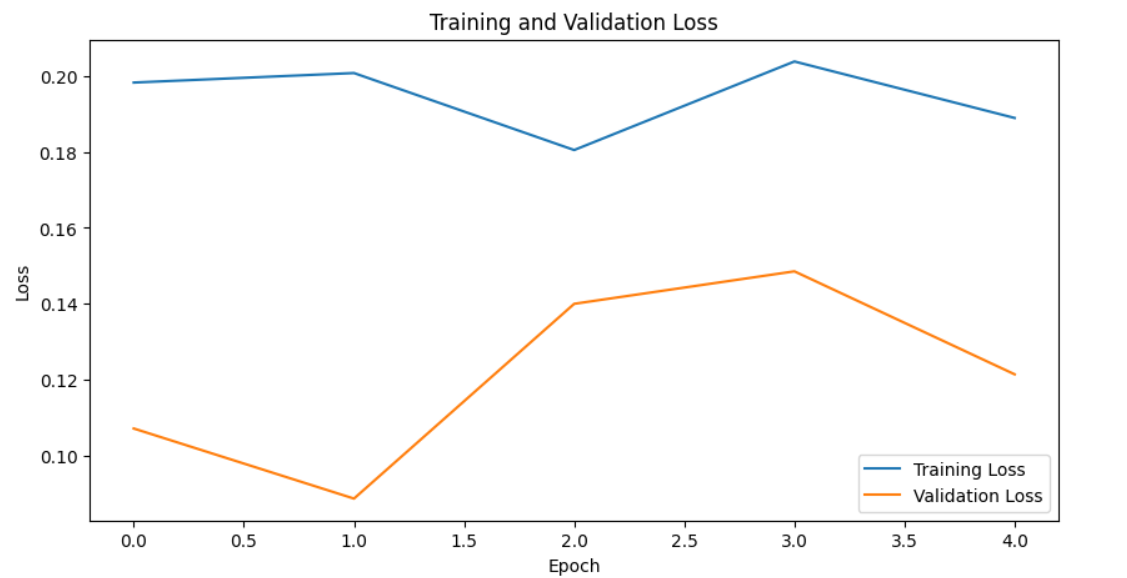 Training and Validation Loss
0.20
0.18
0.16
0.14
0.12
0.10
Loss
Training Loss
Validation Loss
0.0 0.5 1.0 1.5 2.0 2.5 3.0 3.5 4.0
Epoch